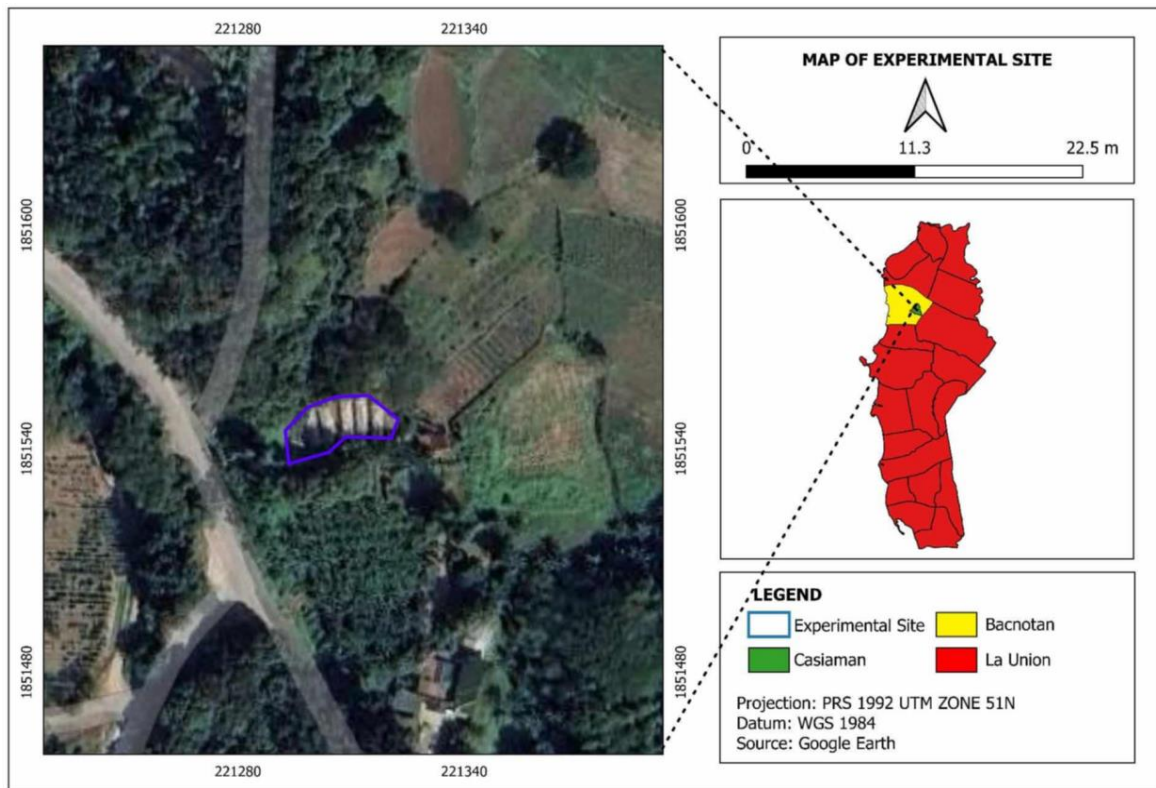 221280
221340
1851600
1851600
1851540
1851540
1851480
1851480
221280
221340
MAP OF EXPERIMENTAL SITE
0 11.3 22.5 m
LEGEND
Experimental Site
Bacnotan
Casiaman
La Union
Projection: PRS 1992 UTM ZONE 51N
Datum: WGS 1984
Source: Google Earth